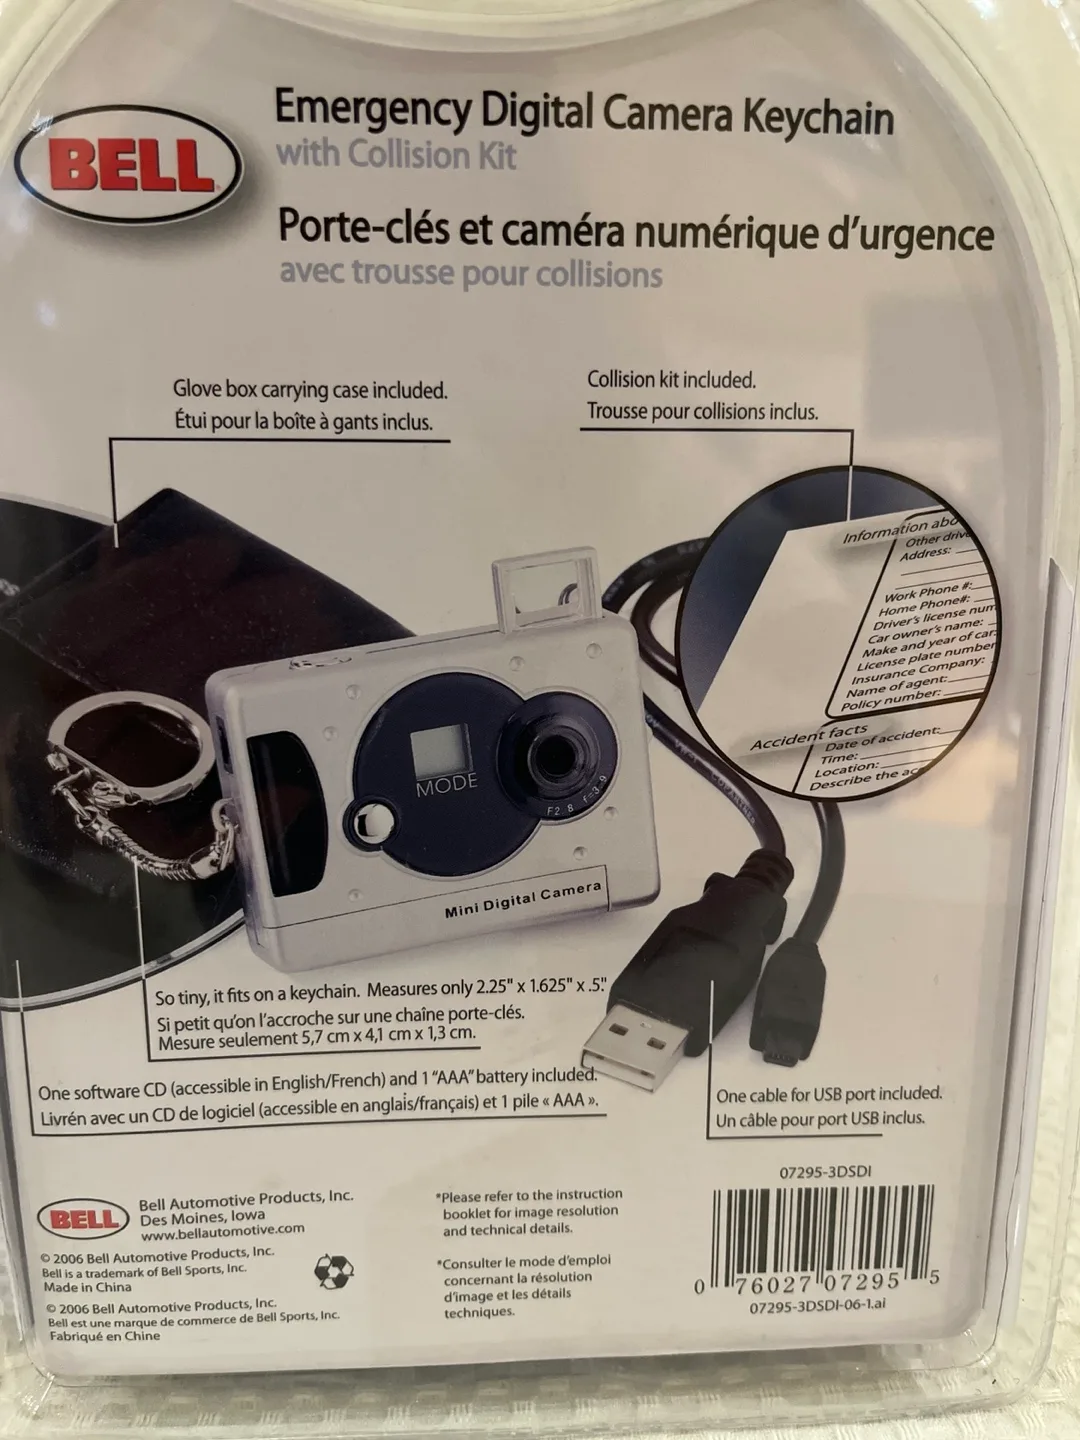 BELL
Emergency Digital Camera Keychain
with Collision Kit
Porte-clés et caméra numérique d'urgence
avec trousse pour collisions
Glove box carrying case included.
Étui pour la boîte à gants inclus.
Collision kit included.
Trousse pour collisions inclus.
Information abo
Other drive
Address:
Work Phone #:
Home Phone#:
Driver's license num
Car owner's name:
Make and year of car:
License plate number
Insurance Company:
Name of agent:
Policy number:
Accident facts
Date of accident:
Time:
Location:
Describe the ac
MODE
F2 8 f=3.9
Mini Digital Camera
So tiny, it fits on a keychain. Measures only 2.25" x 1.625" x .5".
Si petit qu'on l'accroche sur une chaîne porte-clés.
Mesure seulement 5,7 cm x 4,1 cm x 1,3 cm.
One software CD (accessible in English/French) and 1 "AAA" battery included.
Livrén avec un CD de logiciel (accessible en anglais/français) et 1 pile « AAA ».
One cable for USB port included.
Un câble pour port USB inclus.
BELL
Bell Automotive Products, Inc.
Des Moines, Iowa
www.bellautomotive.com
© 2006 Bell Automotive Products, Inc.
Bell is a trademark of Bell Sports, Inc.
Made in China
© 2006 Bell Automotive Products, Inc.
Bell est une marque de commerce de Bell Sports, Inc.
Fabriqué en Chine
*Please refer to the instruction
booklet for image resolution
and technical details.
*Consulter le mode d'emploi
concernant la résolution
d'image et les détails
techniques.
07295-3DSDI
0 76027 07295 5
07295-3DSDI-06-1.ai